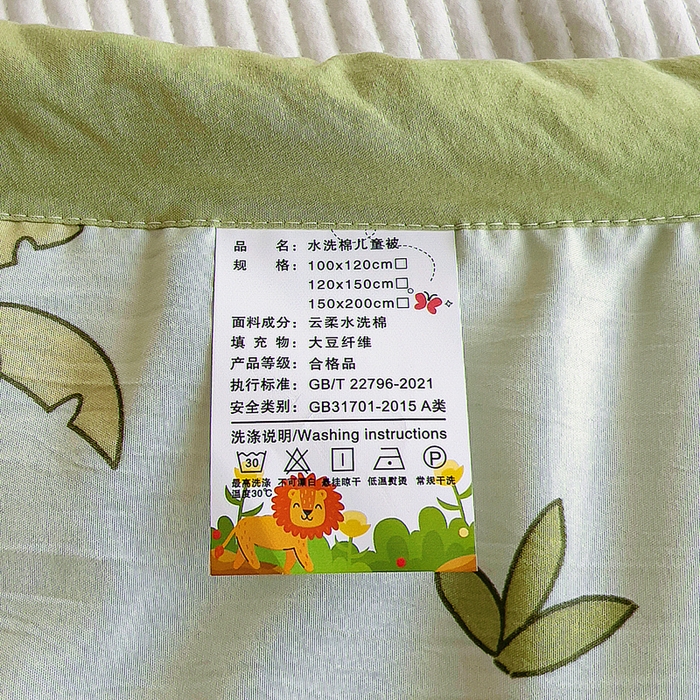 品 名：水洗棉儿童被
规 格：100x120cm□
120x150cm□
150x200cm□
面料成分：云柔水洗棉
填 充 物：大豆纤维
产品等级：合格品
执行标准：GB/T 22796-2021
安全类别：GB31701-2015 A类
洗涤说明/Washing instructions
30 P
最高洗涤 不可漂白 悬挂晾干 低温熨烫 常规干洗
温度30℃